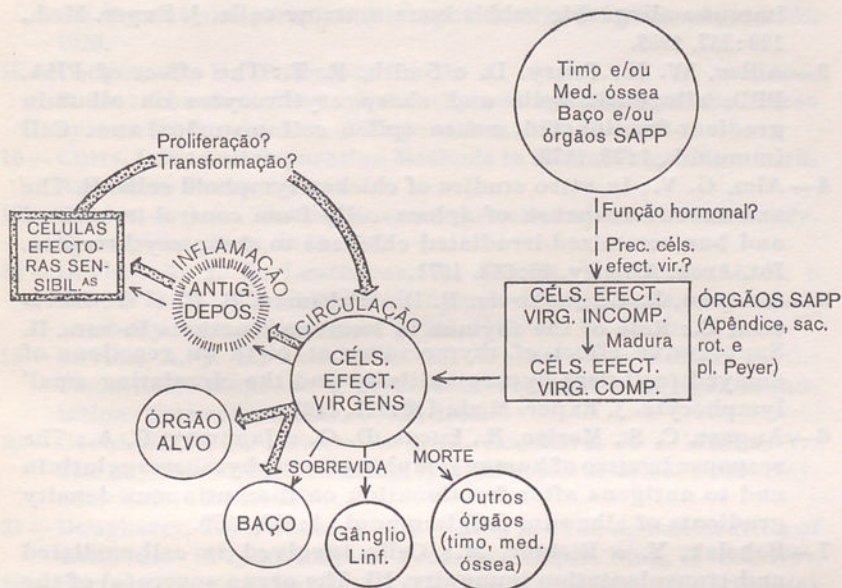 Timo e/ou
Med. óssea
Baço e/ou
órgãos SAPP
Proliferação?
Transformação?
Função hormonal?
Prec. céls.
efect. vir.?
CÉLULAS
EFECTO-
RAS SEN-
SIBIL.AS
INFLAMAÇÃO
ANTIG.
DEPOS.
CIRCULAÇÃO
CÉLS. EFECT.
VIRG. INCOMP.
Madura
CÉLS. EFECT.
VIRG. COMP.
ÓRGÃOS SAPP
(Apêndice, sac.
rot. e
pl. Peyer)
CÉLS.
EFECT.
VIRGENS
ÓRGÃO
ALVO
SOBREVIDA
MORTE
BAÇO
Gânglio
Linf.
Outros
órgãos
(timo, med.
óssea)